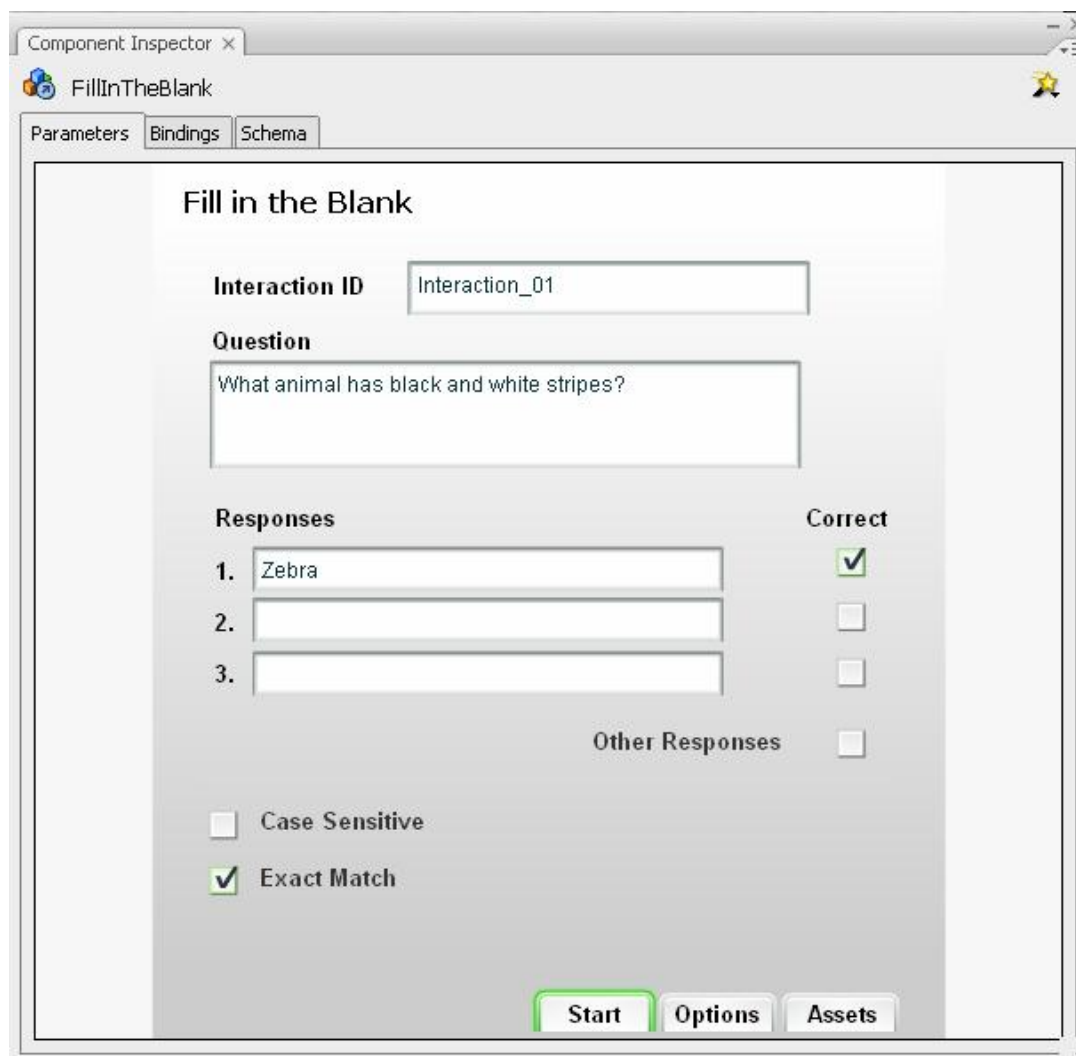 Component Inspector
FillInTheBlank
Parameters Bindings Schema
Fill in the Blank
Interaction ID Interaction_01
Question
What animal has black and white stripes?
Responses Correct
1. Zebra
2.
3.
Other Responses
Case Sensitive
Exact Match
Start Options Assets